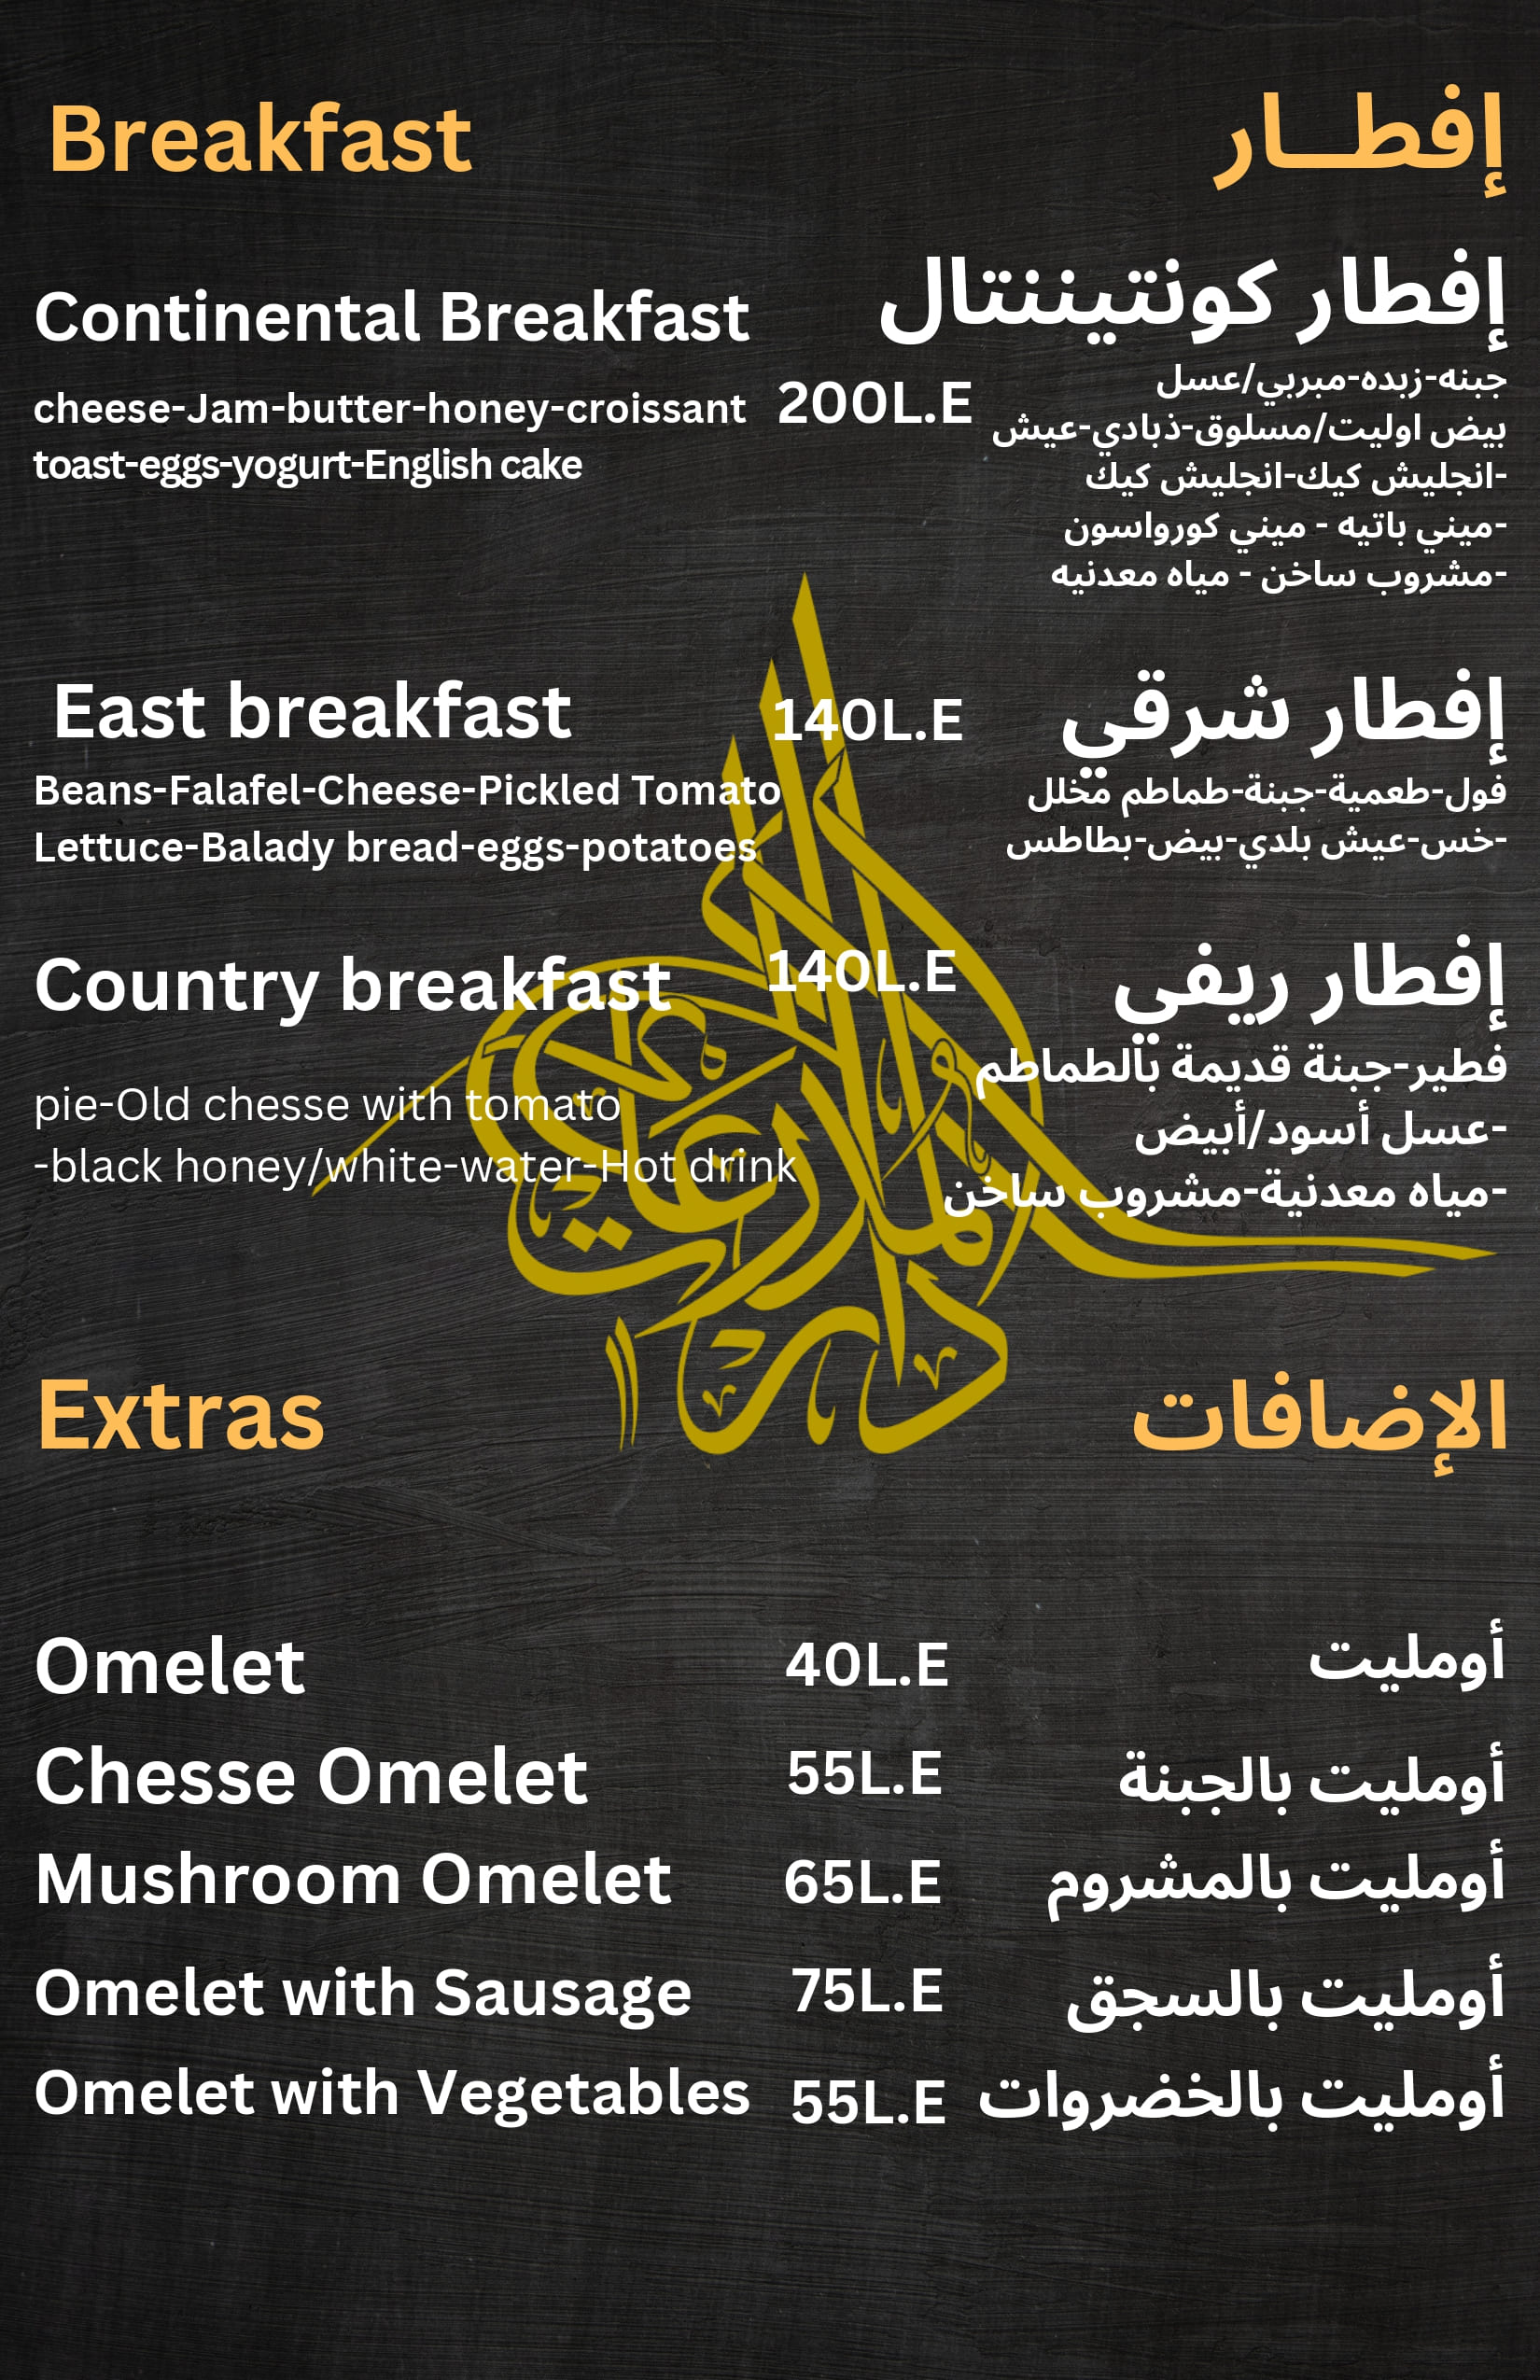 Breakfast
إفطــار
Continental Breakfast
إفطار كونتيننتال
cheese-Jam-butter-honey-croissant
toast-eggs-yogurt-English cake
200L.E
جبنه-زبده-مبربي/عسل
بيض اوليت/مسلوق-ذبادي-عيش
-انجليش كيك-انجليش كيك
-ميني باتيه - ميني كورواسون
-مشروب ساخن - مياه معدنيه
East breakfast
140L.E
إفطار شرقي
Beans-Falafel-Cheese-Pickled Tomato
Lettuce-Balady bread-eggs-potatoes
فول-طعمية-جبنة-طماطم مخلل
-خس-عيش بلدي-بيض-بطاطس
Country breakfast
140L.E
إفطار ريفي
pie-Old chesse with tomato
-black honey/white-water-Hot drink
فطير-جبنة قديمة بالطماطم
-عسل أسود/أبيض
-مياه معدنية-مشروب ساخن
Extras
الإضافات
Omelet
40L.E
أومليت
Chesse Omelet
55L.E
أومليت بالجبنة
Mushroom Omelet
65L.E
أومليت بالمشروم
Omelet with Sausage
75L.E
أومليت بالسجق
Omelet with Vegetables
55L.E
أومليت بالخضروات